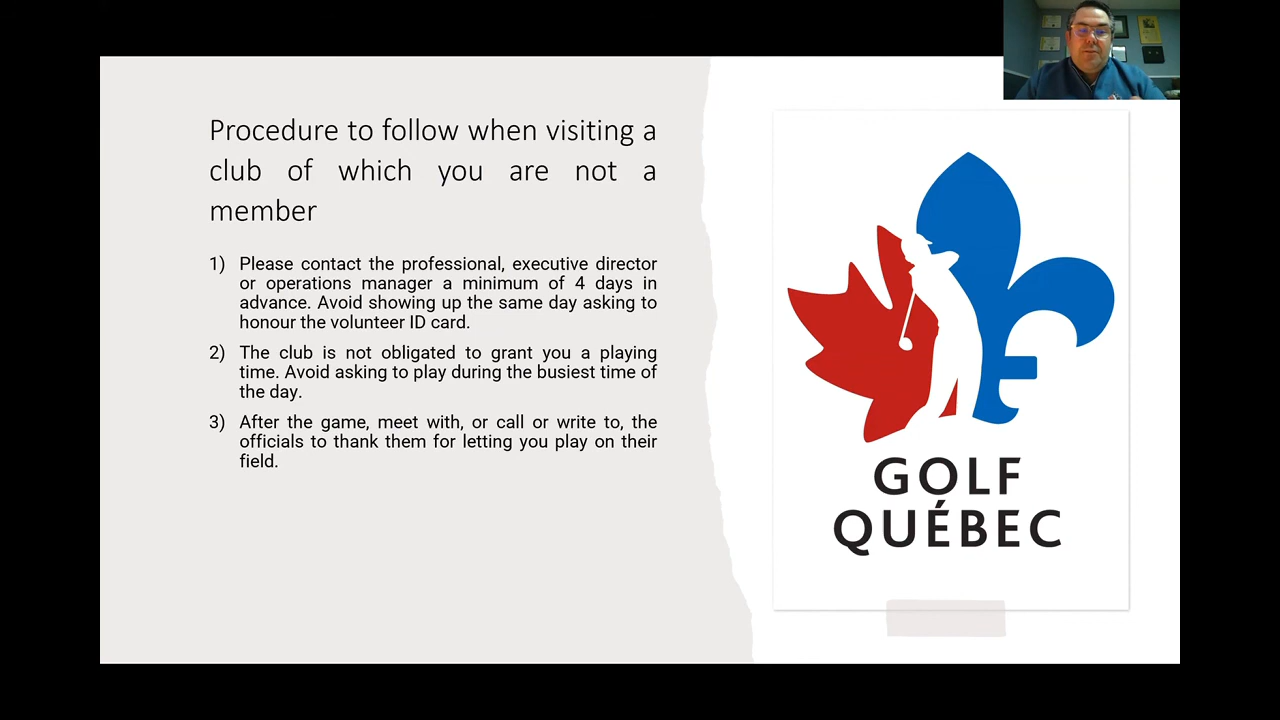 Procedure to follow when visiting a
club of which you are not a
member
1) Please contact the professional, executive director
or operations manager a minimum of 4 days in
advance. Avoid showing up the same day asking to
honour the volunteer ID card.
2) The club is not obligated to grant you a playing
time. Avoid asking to play during the busiest time of
the day.
3) After the game, meet with, or call or write to, the
officials to thank them for letting you play on their
field.
GOLF
QUÉBEC